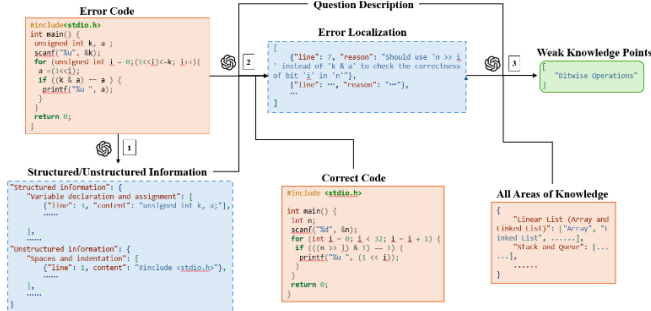 Error Code
#include<stdio.h>
int main() {
unsigned int k, a ;
scanf("%u", &k);
for (unsigned int i = 0;(1<<i)<=k; i++){
a =(1<<i);
if ((k & a) == a ) {
printf("%u ", a);
}
}
return 0;
}
1
Structured/Unstructured Information
"Structured information": {
"Variable declaration and assignment": [
{"line": 3, "content": "unsigned int k, a;"},
......
],
......
"Unstructured information": {
"Spaces and indentation": [
{"line": 1, content": "#include <stdio.h>"},
......
],
......
}
Question Description
2
Error Localization
[
{"line": 7, "reason": "Should use 'n >> i
' instead of 'k & a' to check the correctness
of bit 'i' in 'n'"},
{"line": …, "reason": "…"},
…
]
Correct Code
#include <stdio.h>
int main() {
int n;
scanf("%d", &n);
for (int i = 0; i < 32; i = i + 1) {
if (((n >> i) & 1) == 1) {
printf("%u ", (1 << i));
}
}
return 0;
}
3
Weak Knowledge Points
[
"Bitwise Operations"
]
All Areas of Knowledge
{
"Linear List (Array and
Linked List)": ["Array", "L
inked List", ......],
"Stack and Queue": [...
...],
......
}